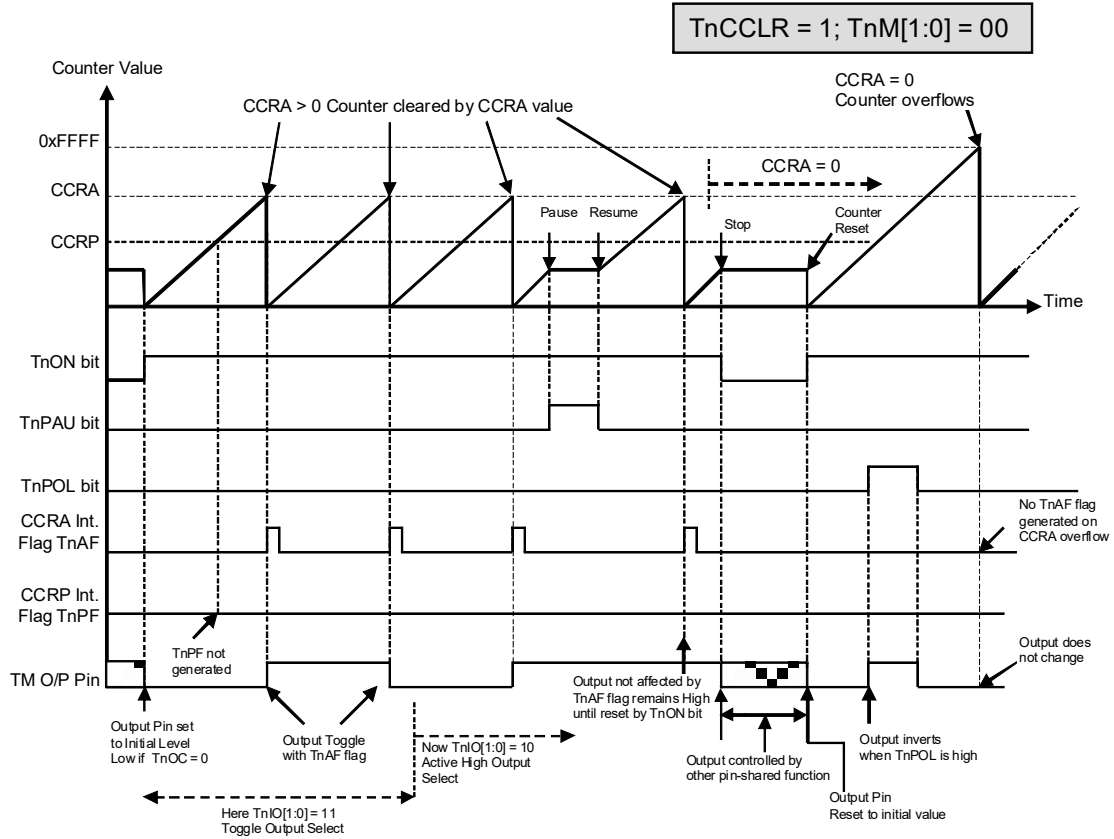 TnCCLR = 1; TnM[1:0] = 00
Counter Value
CCRA > 0 Counter cleared by CCRA value
CCRA = 0
Counter overflows
0xFFFF
CCRA = 0
CCRA
Pause
Resume
Stop
Counter
Reset
CCRP
Time
TnON bit
TnPAU bit
TnPOL bit
CCRA Int.
Flag TnAF
No TnAF flag
generated on
CCRA overflow
CCRP Int.
Flag TnPF
TnPF not
generated
Output does
not change
TM O/P Pin
Output not affected by
TnAF flag remains High
until reset by TnON bit
Output Pin set
to Initial Level
Low if TnOC = 0
Output Toggle
with TnAF flag
Now TnIO[1:0] = 10
Active High Output
Select
Output controlled by
other pin-shared function
Output inverts
when TnPOL is high
Output Pin
Reset to initial value
Here TnIO[1:0] = 11
Toggle Output Select